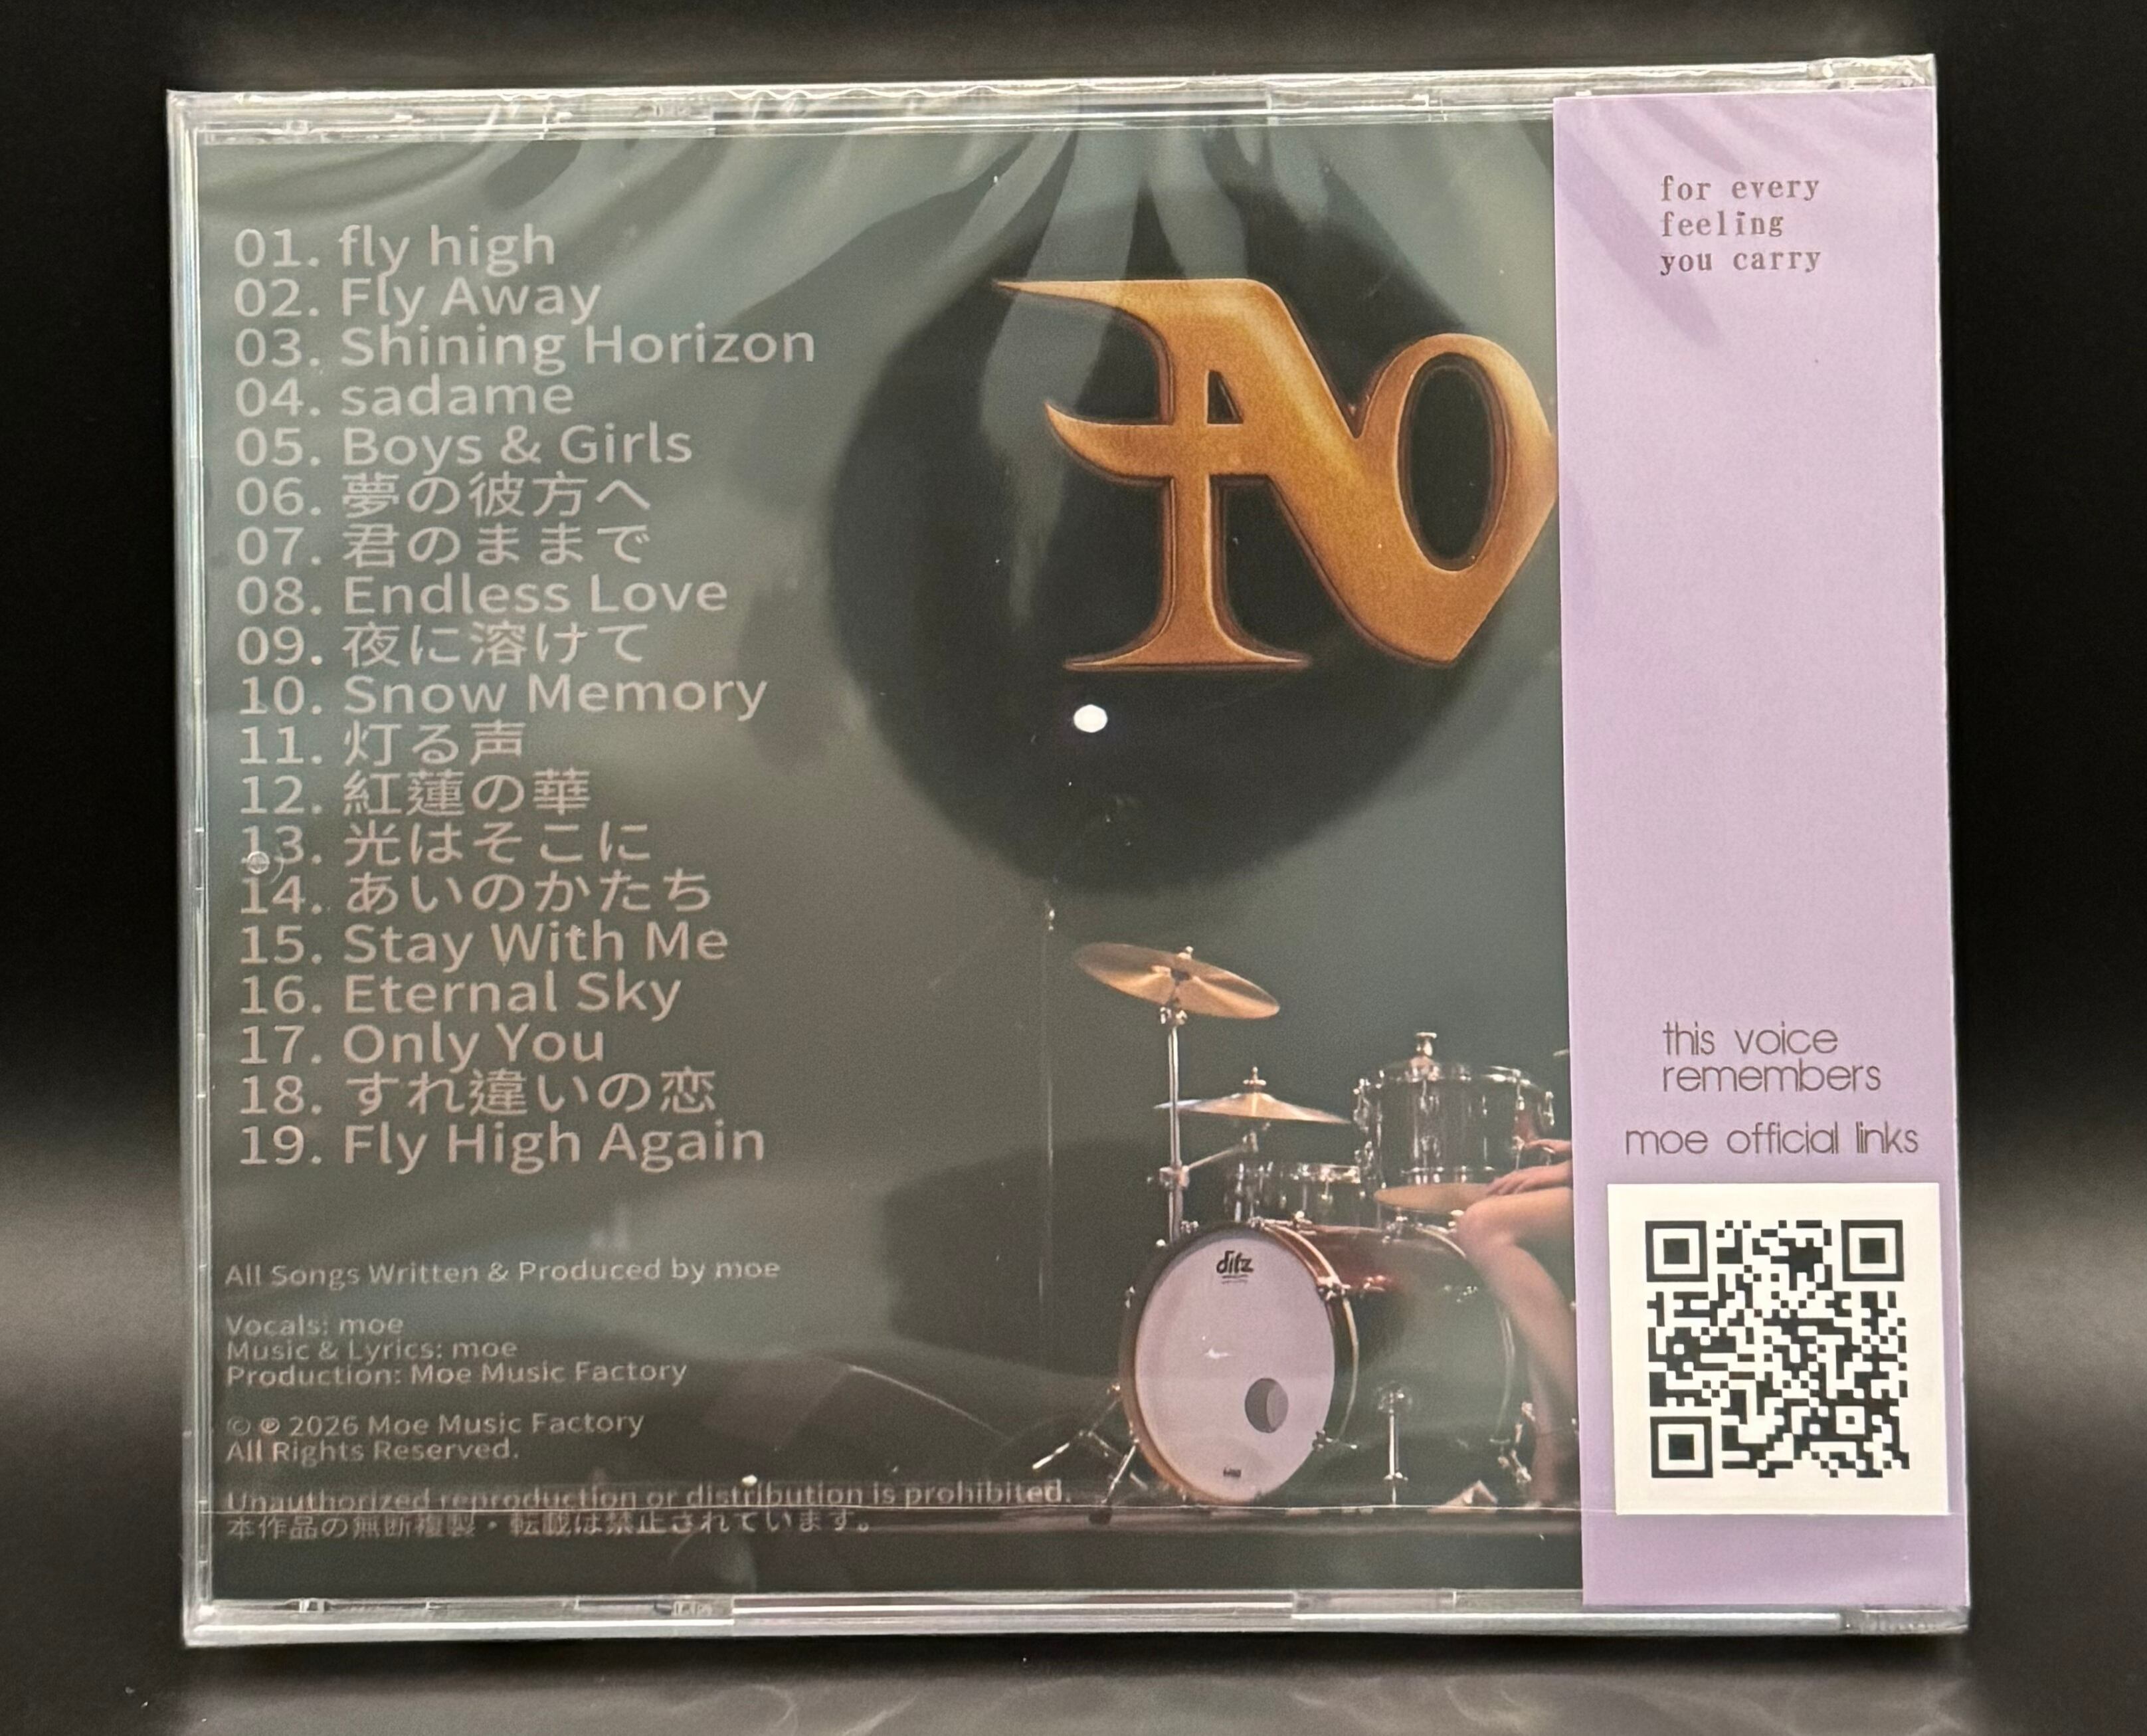 01. fly high
02. Fly Away
03. Shining Horizon
04. sadame
05. Boys & Girls
06. 夢の彼方へ
07. 君のままで
08. Endless Love
09. 夜に溶けて
10. Snow Memory
11. 灯る声
12. 紅蓮の華
13. 光はそこに
14. あいのかたち
15. Stay With Me
16. Eternal Sky
17. Only You
18. すれ違いの恋
19. Fly High Again
All Songs Written & Produced by moe
Vocals: moe
Music & Lyrics: moe
Production: Moe Music Factory
© ℗ 2026 Moe Music Factory
All Rights Reserved.
Unauthorized reproduction or distribution is prohibited.
本作品の無断複製・転載は禁止されています。
ditz
for every
feeling
you carry
this voice
remembers
moe official links